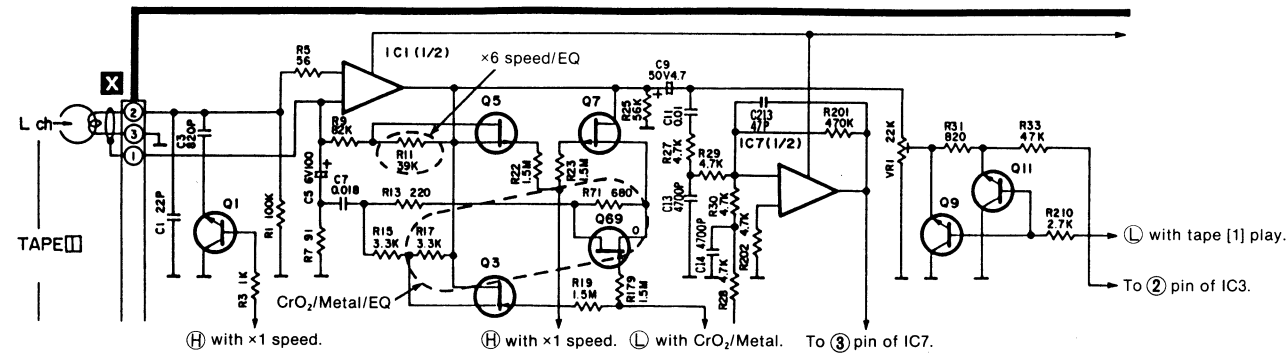 IC1 (1/2)
×6 speed/EQ
R5
56
X
2
3
1
L ch
C3
820P
C1 22P
Q1
R3 1K
R1 100K
TAPE 1
R9
82K
R11
39K
C5 6V100
+
C7
0.018
R7 91
R13 220
R15
3.3K
R17
3.3K
CrO₂/Metal/EQ
Q5
R22
1.5M
Q7
R23
1.5M
R71 680
Q69
O
Q3
R19
1.5M
R179
1.5M
R25
56K
C9
50V4.7
+
C11
0.01
R27
4.7K
C13
4700P
R29
4.7K
C213
47P
R201
470K
IC7(1/2)
R30
4.7K
R202 4.7K
C14 4700P
R28 4.7K
22K
VR1
R31
820
R33
47K
Q11
Q9
R210
2.7K
L with tape [1] play.
To 2 pin of IC3.
H with ×1 speed.
H with ×1 speed.
L with CrO₂/Metal.
To 3 pin of IC7.